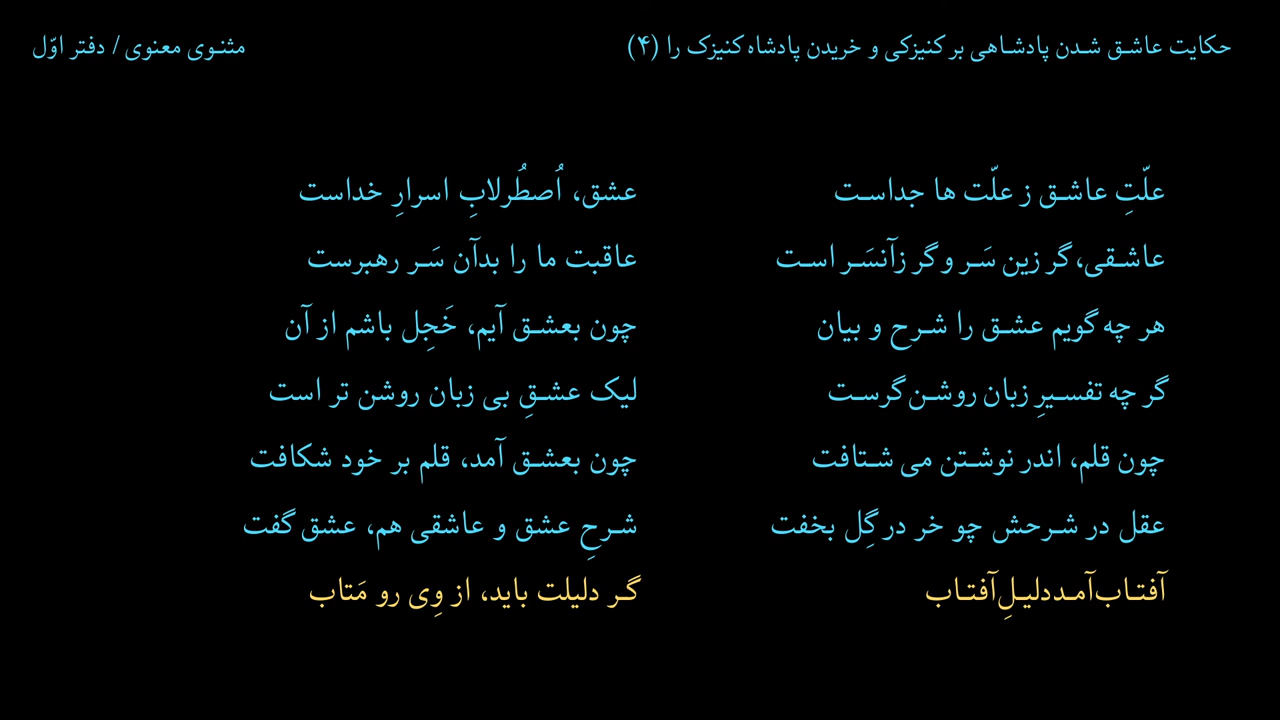 حکایت عاشق شدن پادشاهی بر کنیزکی و خریدن پادشاه کنیزک را (۴)
مثنوی معنوی / دفتر اوّل
علّتِ عاشق ز علّت ها جداست
عشق، اُصطُرلابِ اسرارِ خداست
عاشقی، گر زین سَر و گر زآنسَر است
عاقبت ما را بدآن سَر رهبرست
هر چه گویم عشق را شرح و بیان
چون بعشق آیم، خَجِل باشم از آن
گر چه تفسیرِ زبان روشن گرست
لیک عشقِ بی زبان روشن تر است
چون قلم، اندر نوشتن می شتافت
چون بعشق آمد، قلم بر خود شکافت
عقل در شرحش چو خر در گِل بخفت
شرحِ عشق و عاشقی هم، عشق گفت
آفتاب آمد دلیلِ آفتاب
گر دلیلت باید، از وِی رو مَتاب